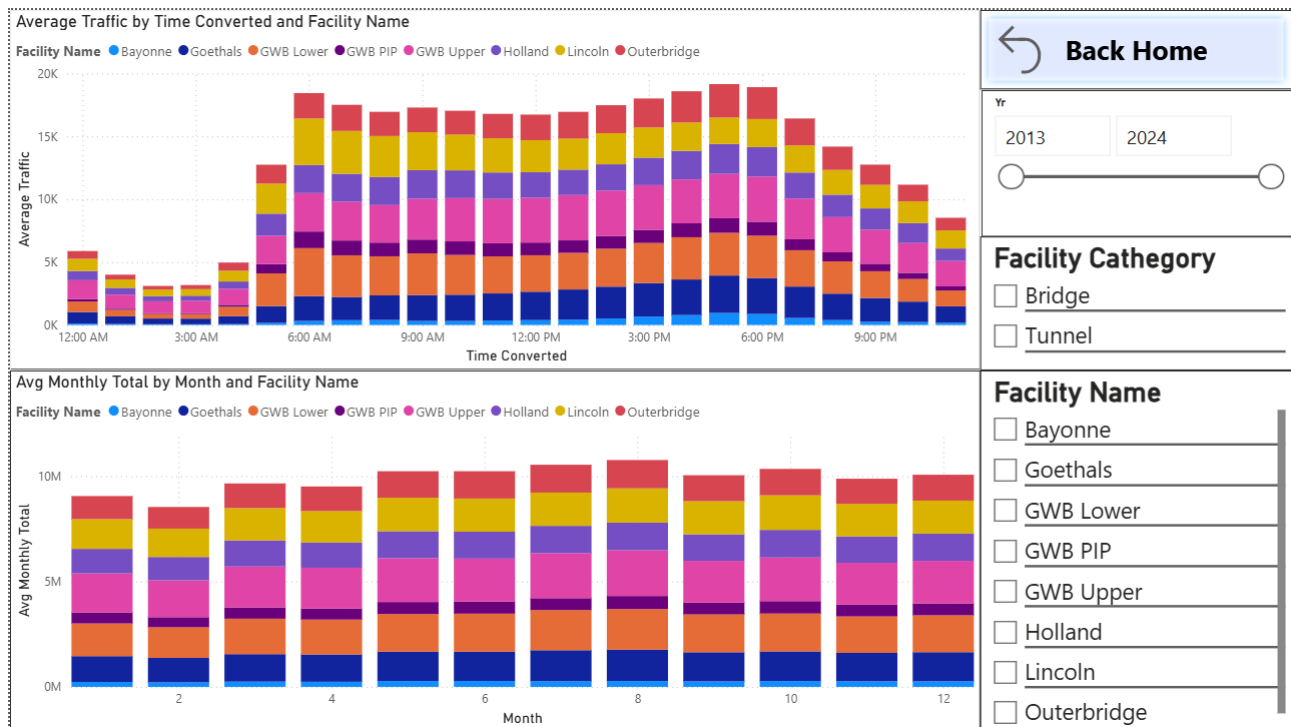 Average Traffic by Time Converted and Facility Name
Facility Name Bayonne Goethals GWB Lower GWB PIP GWB Upper Holland Lincoln Outerbridge
20K
15K
10K
5K
0K
Average Traffic
12:00 AM 3:00 AM 6:00 AM 9:00 AM 12:00 PM 3:00 PM 6:00 PM 9:00 PM
Time Converted
Avg Monthly Total by Month and Facility Name
Facility Name Bayonne Goethals GWB Lower GWB PIP GWB Upper Holland Lincoln Outerbridge
10M
5M
0M
Avg Monthly Total
2 4 6 8 10 12
Month
Back Home
Yr
2013 2024
Facility Cathegory
Bridge
Tunnel
Facility Name
Bayonne
Goethals
GWB Lower
GWB PIP
GWB Upper
Holland
Lincoln
Outerbridge